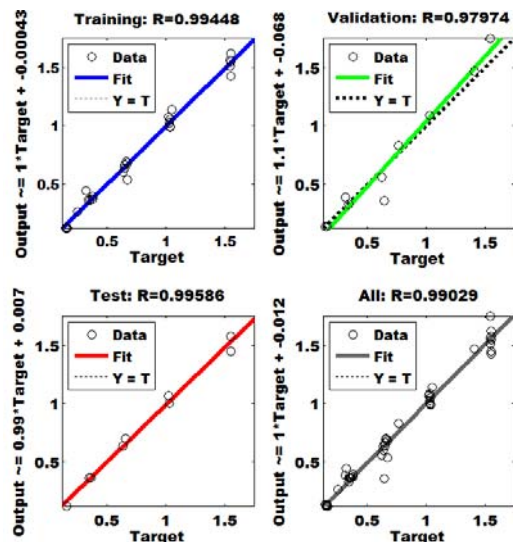 Training: R=0.99448
Output ~= 1*Target + -0.00043
Data
Fit
Y = T
1.5
1
0.5
0.5
1
1.5
Target
Validation: R=0.97974
Output ~= 1.1*Target + -0.068
Data
Fit
Y = T
1.5
1
0.5
0.5
1
1.5
Target
Test: R=0.99586
Output ~= 0.99*Target + 0.007
Data
Fit
Y = T
1.5
1
0.5
0.5
1
1.5
Target
All: R=0.99029
Output ~= 1*Target + -0.012
Data
Fit
Y = T
1.5
1
0.5
0.5
1
1.5
Target